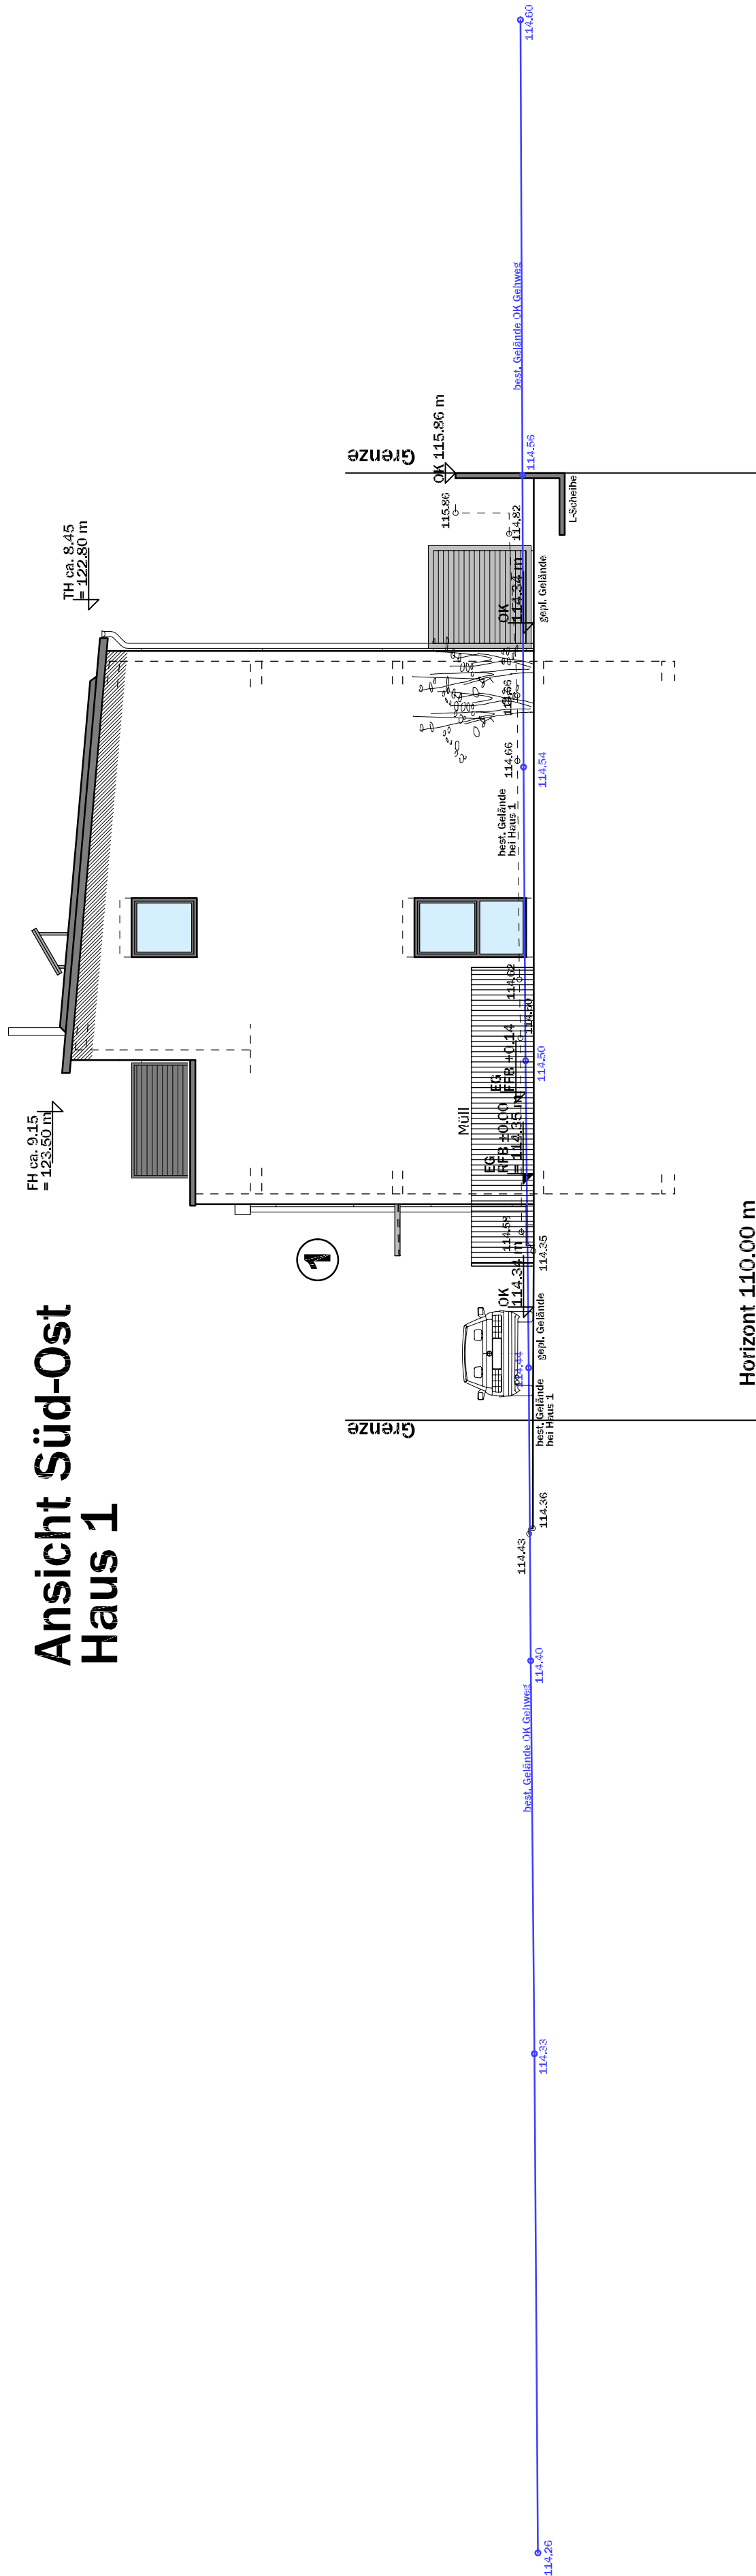 Ansicht Süd-Ost
Haus 1
FH ca. 9.15
= 123.50 m
TH ca. 8.45
= 122.80 m
1
Grenze
Grenze
OK 115.86 m
115.86
114.82
OK
114.34 m
gepl. Gelände
L-Scheibe
114.66
114.66
best. Gelände
bei Haus 1
114.62
114.50
EG
FFB +0.14
EG
RFB ±0.00
= 114.35 m
Müll
114.58
114.35
OK
114.34 m
gepl. Gelände
best. Gelände
bei Haus 1
114.36
114.43
114.26
114.33
best. Gelände OK Gehweg
114.40
114.44
114.50
114.54
114.56
best. Gelände OK Gehweg
114.60
Horizont 110.00 m